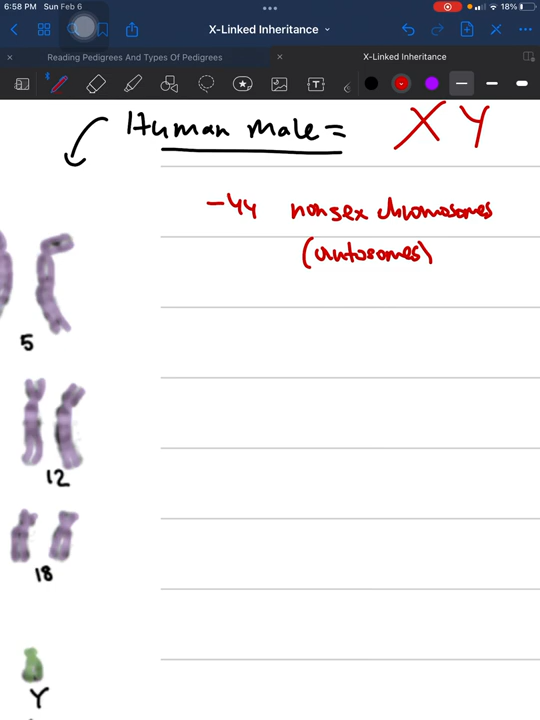 6:58 PM Sun Feb 6
18%
X-Linked Inheritance
Reading Pedigrees And Types Of Pedigrees
X-Linked Inheritance
Human male = XY
-44 nonsex chromosomes
(autosomes)
5
12
18
Y